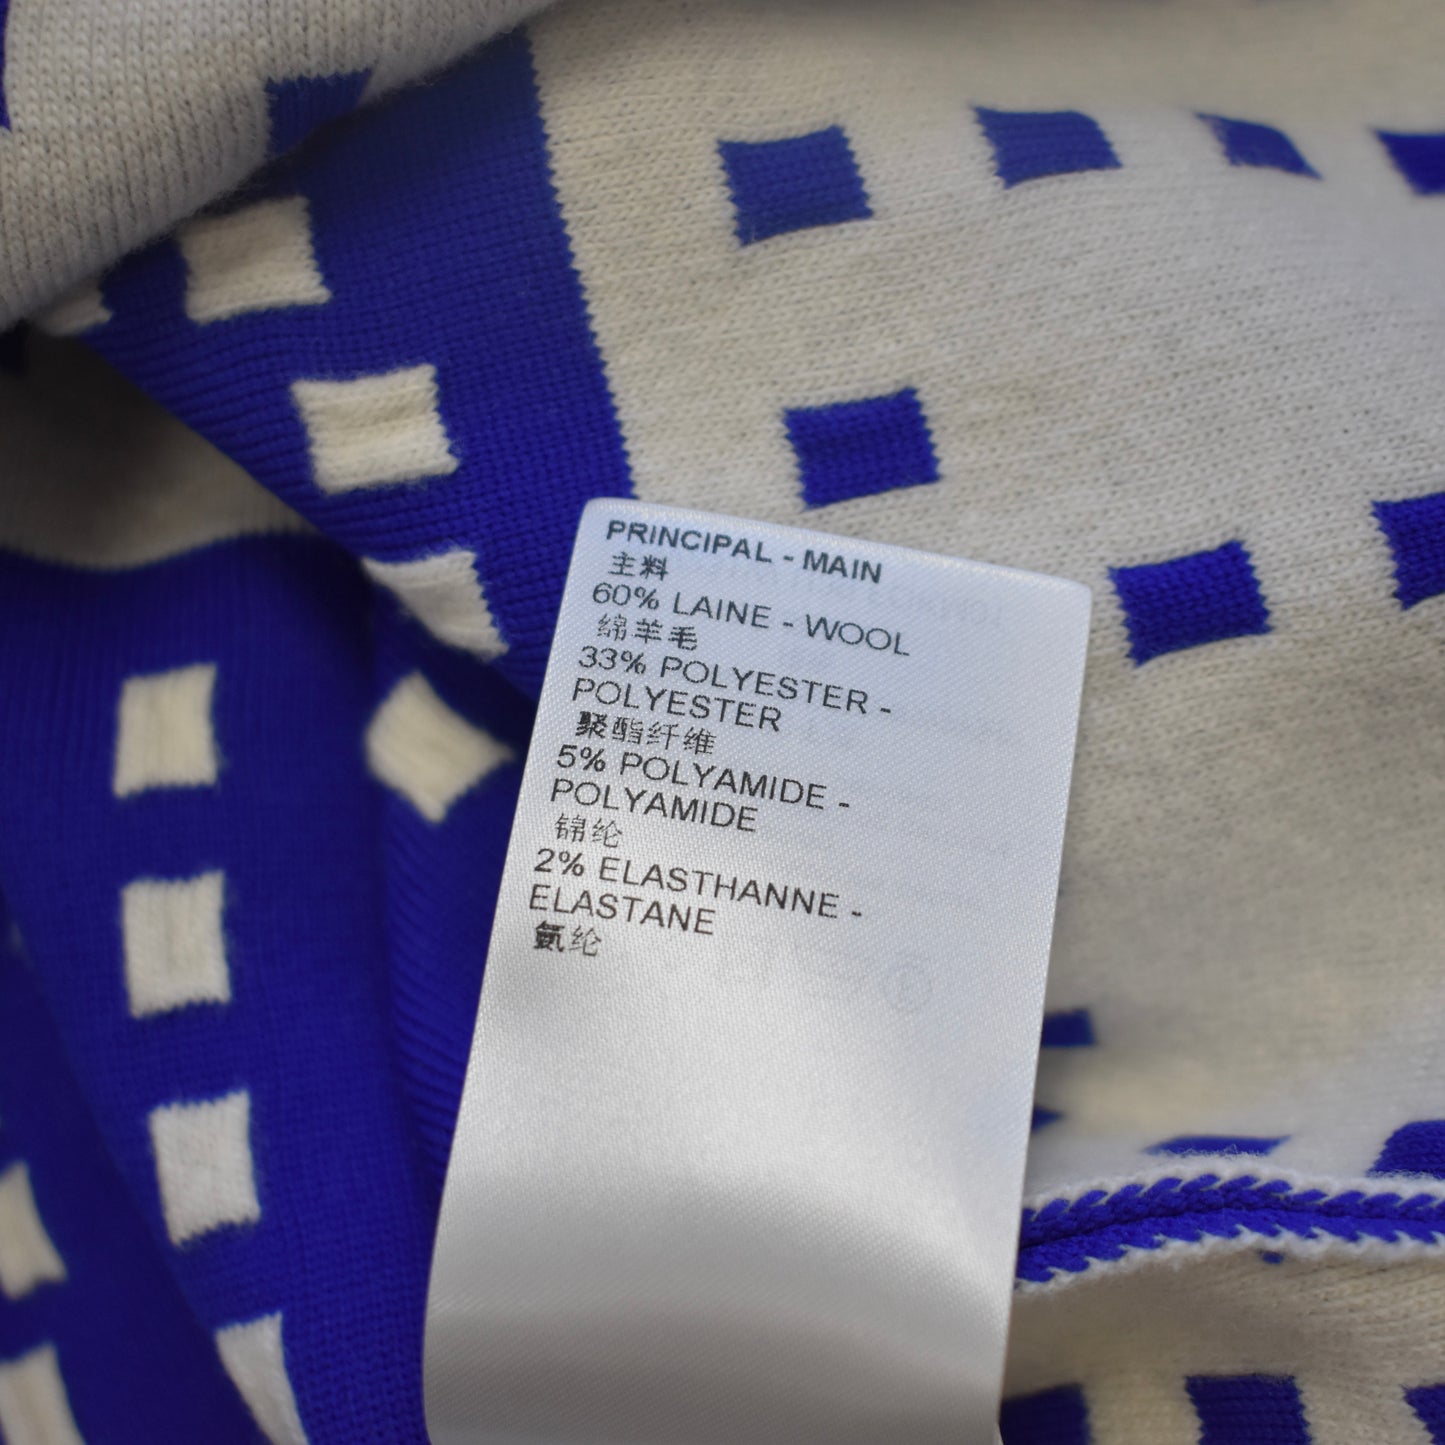 PRINCIPAL - MAIN
主料
60% LAINE - WOOL
绵羊毛
33% POLYESTER -
POLYESTER
聚酯纤维
5% POLYAMIDE -
POLYAMIDE
锦纶
2% ELASTHANNE -
ELASTANE
氨纶